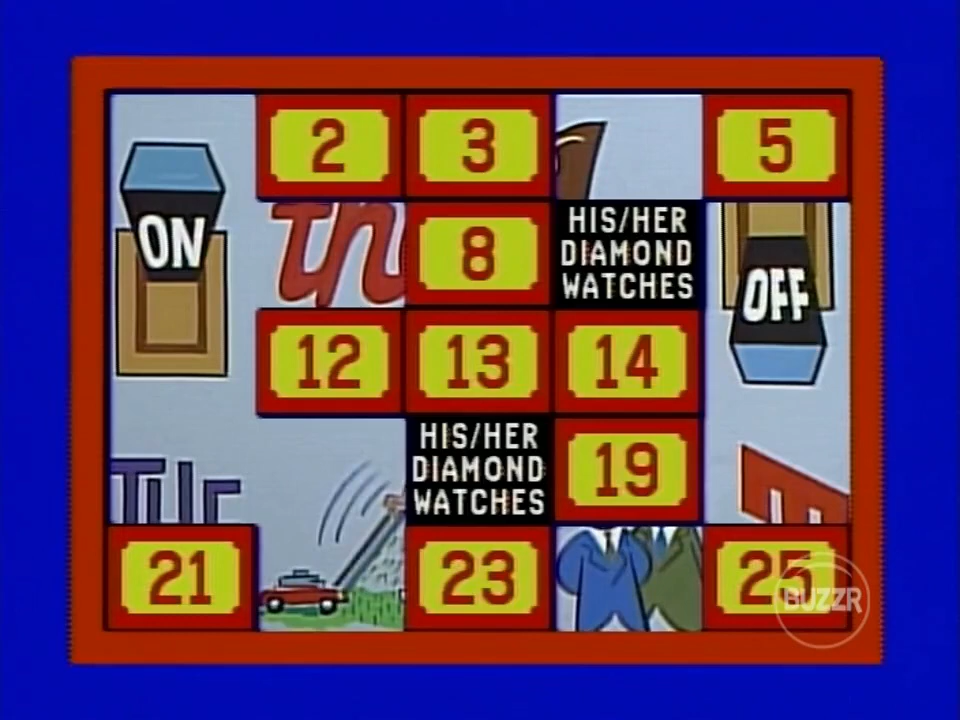 2
3
5
ON
th
8
HIS/HER
DIAMOND
WATCHES
OFF
12
13
14
HIS/HER
DIAMOND
WATCHES
19
21
23
25
BUZZR